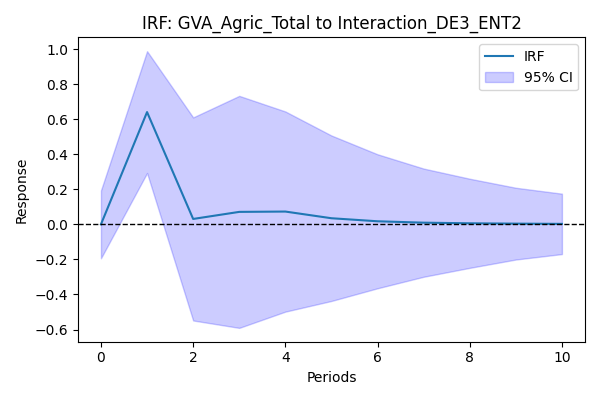 IRF: GVA_Agric_Total to Interaction_DE3_ENT2
IRF
95% CI
Response
1.0
0.8
0.6
0.4
0.2
0.0
−0.2
−0.4
−0.6
0 2 4 6 8 10
Periods